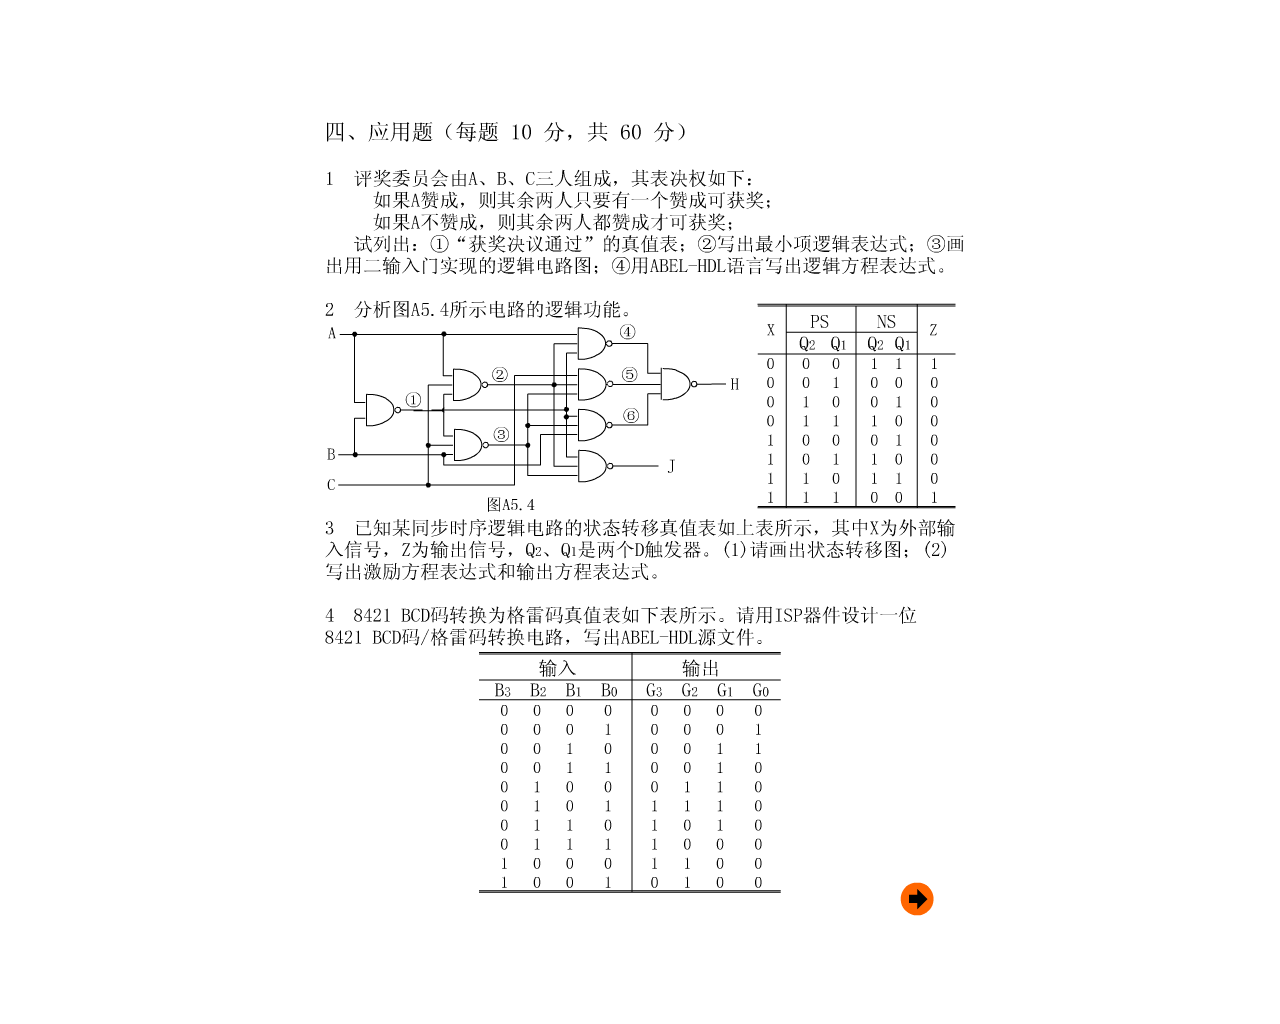 四、应用题（每题 10 分，共 60 分）
1 评奖委员会由A、B、C三人组成，其表决权如下：
如果A赞成，则其余两人只要有一个赞成可获奖；
如果A不赞成，则其余两人都赞成才可获奖；
试列出：①“获奖决议通过”的真值表；②写出最小项逻辑表达式；③画
出用二输入门实现的逻辑电路图；④用ABEL-HDL语言写出逻辑方程表达式。
2 分析图A5.4所示电路的逻辑功能。
A
B
C
①
②
③
④
⑤
⑥
H
J
图A5.4
X PS NS Z
Q2 Q1 Q2 Q1
0 0 0 1 1 1
0 0 1 0 0 0
0 1 0 0 1 0
0 1 1 1 0 0
1 0 0 0 1 0
1 0 1 1 0 0
1 1 0 1 1 0
1 1 1 0 0 1
3 已知某同步时序逻辑电路的状态转移真值表如上表所示，其中X为外部输
入信号，Z为输出信号，Q2、Q1是两个D触发器。(1)请画出状态转移图；(2)
写出激励方程表达式和输出方程表达式。
4 8421 BCD码转换为格雷码真值表如下表所示。请用ISP器件设计一位
8421 BCD码/格雷码转换电路，写出ABEL-HDL源文件。
输入 输出
B3 B2 B1 B0 G3 G2 G1 G0
0 0 0 0 0 0 0 0
0 0 0 1 0 0 0 1
0 0 1 0 0 0 1 1
0 0 1 1 0 0 1 0
0 1 0 0 0 1 1 0
0 1 0 1 1 1 1 0
0 1 1 0 1 0 1 0
0 1 1 1 1 0 0 0
1 0 0 0 1 1 0 0
1 0 0 1 0 1 0 0